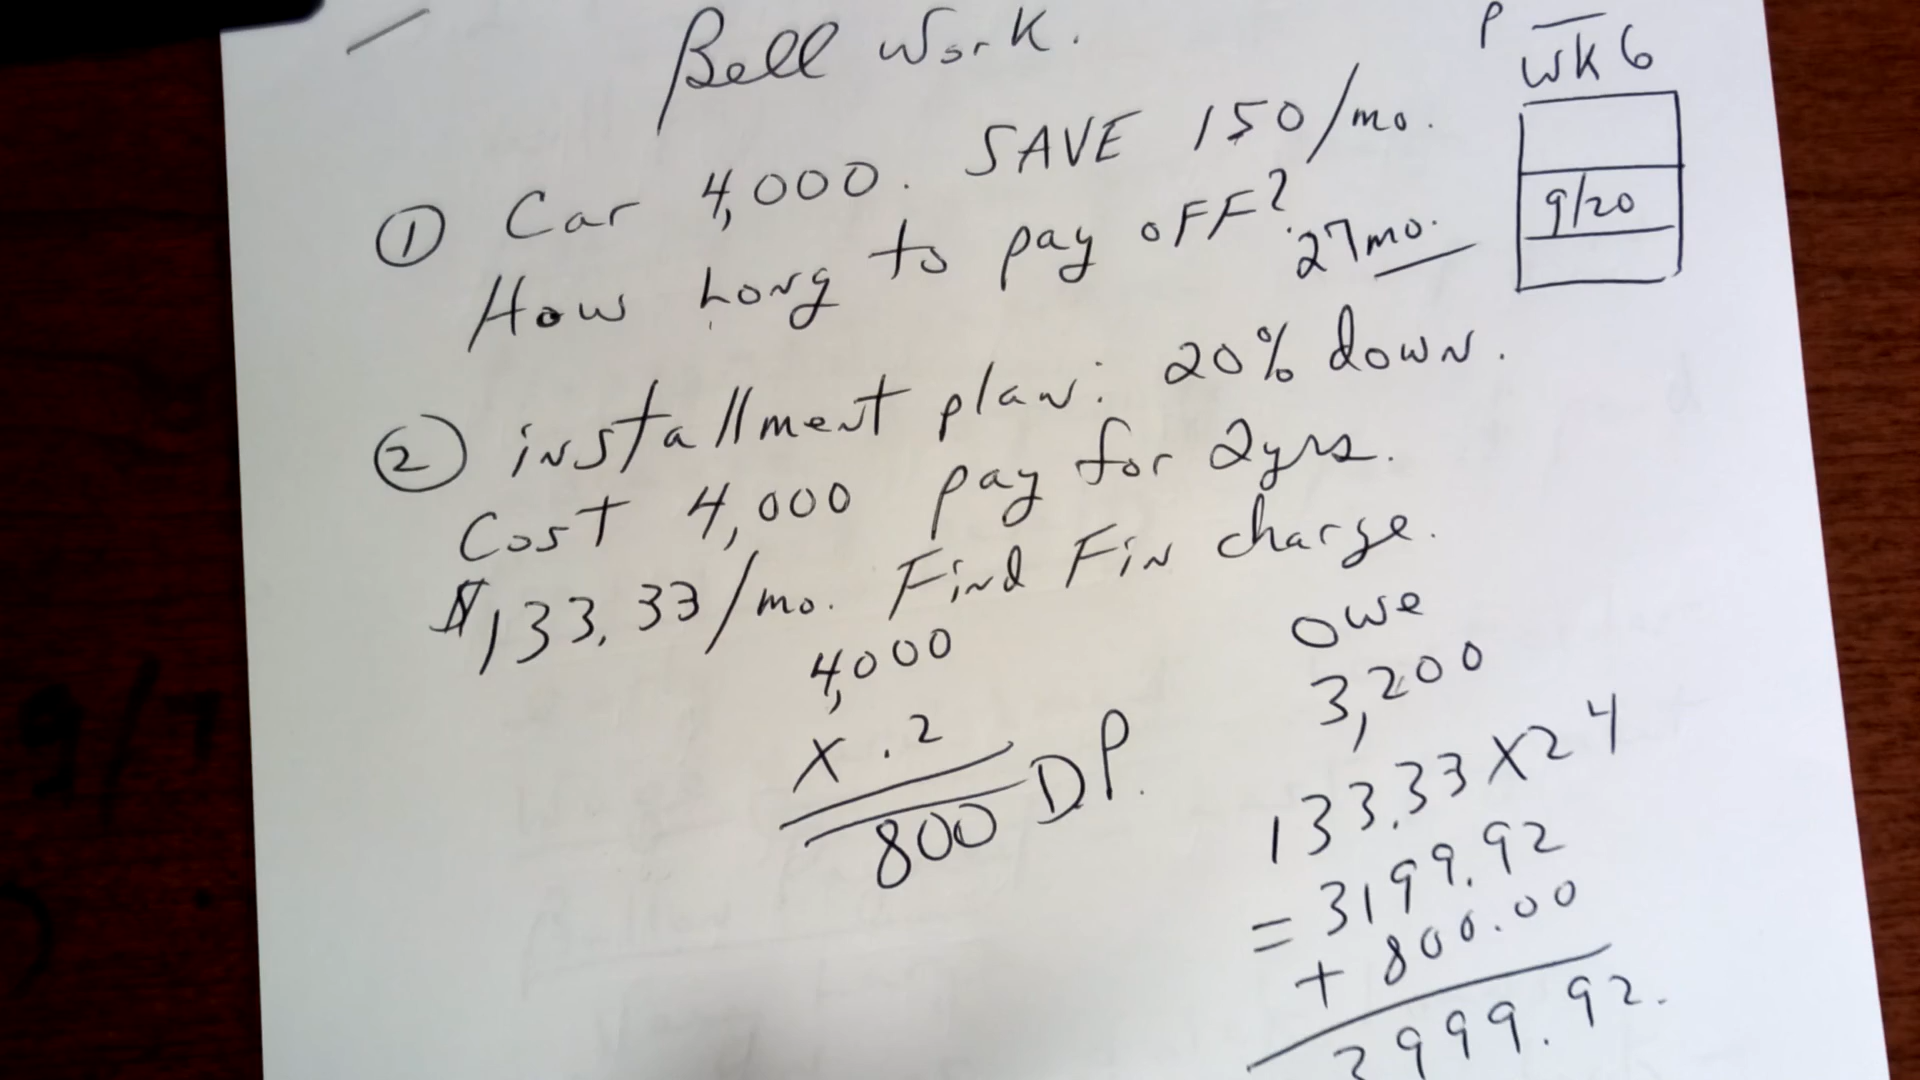 Bell Work.
P
WK 6
9/20
① Car 4,000. SAVE 150/mo.
How Long to pay oFF?
27mo.
② installment plan: 20% down.
Cost 4,000 pay for 2yrs.
$133.33/mo. Find Fin charge.
4,000
X .2
800 DP.
owe
3,200
133.33 X 24
= 3199.92
+ 800.00
3999.92.